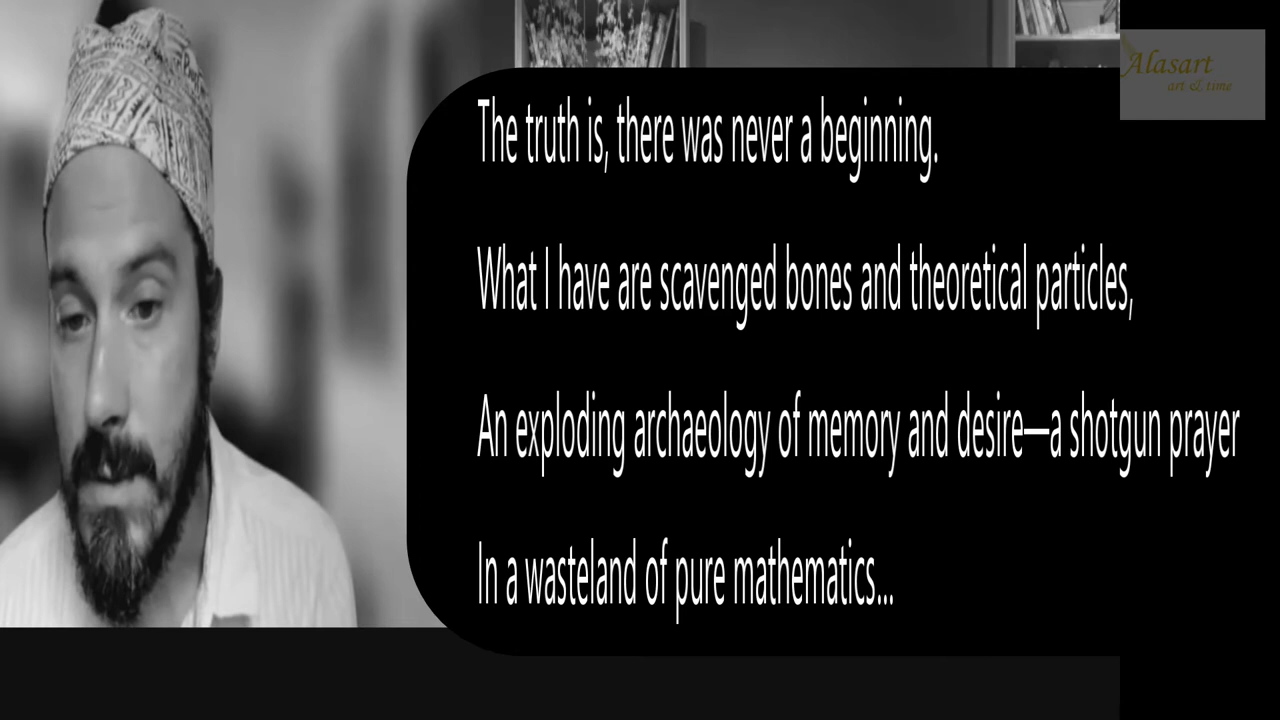 Alasart
art & time
The truth is, there was never a beginning.
What I have are scavenged bones and theoretical particles,
An exploding archaeology of memory and desire—a shotgun prayer
In a wasteland of pure mathematics...